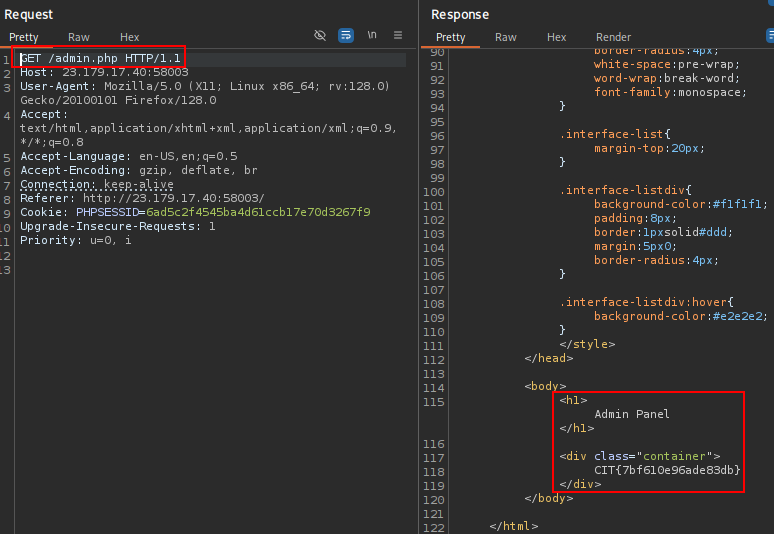 Request
Pretty Raw Hex
\n
1 GET /admin.php HTTP/1.1
2 Host: 23.179.17.40:58003
3 User-Agent: Mozilla/5.0 (X11; Linux x86_64; rv:128.0)
Gecko/20100101 Firefox/128.0
4 Accept:
text/html,application/xhtml+xml,application/xml;q=0.9,
*/*;q=0.8
5 Accept-Language: en-US,en;q=0.5
6 Accept-Encoding: gzip, deflate, br
7 Connection: keep-alive
8 Referer: http://23.179.17.40:58003/
9 Cookie: PHPSESSID=6ad5c2f4545ba4d61ccb17e70d3267f9
10 Upgrade-Insecure-Requests: 1
11 Priority: u=0, i
12
13
Response
Pretty Raw Hex Render
90 border-radius:4px;
91 white-space:pre-wrap;
92 word-wrap:break-word;
93 font-family:monospace;
94 }
95
96 .interface-list{
97 margin-top:20px;
98 }
99
100 .interface-listdiv{
101 background-color:#f1f1f1;
102 padding:8px;
103 border:1pxsolid#ddd;
104 margin:5px0;
105 border-radius:4px;
106 }
107
108 .interface-listdiv:hover{
109 background-color:#e2e2e2;
110 }
111 </style>
112 </head>
113
114 <body>
115 <h1>
Admin Panel
</h1>
116
117 <div class="container">
118 CIT{7bf610e96ade83db}
119 </div>
120 </body>
121
122 </html>